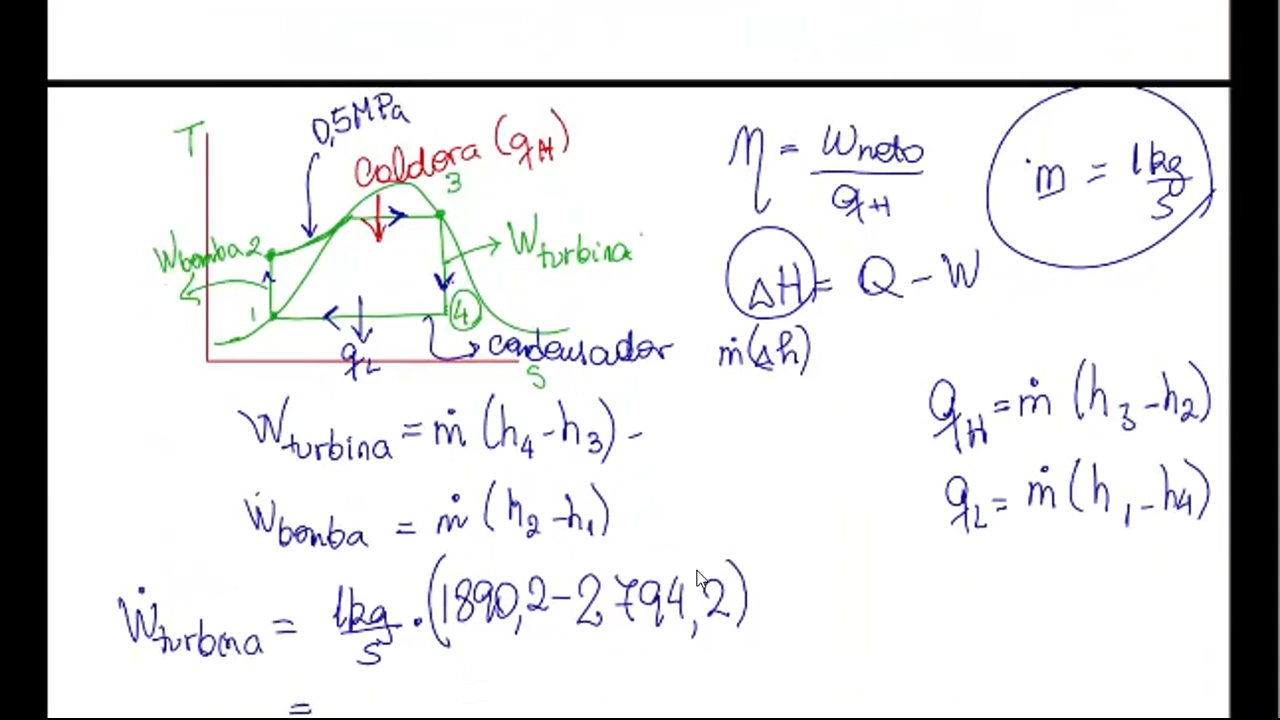 0,5MPa
T
Caldera (qH)
3
Wbomba 2
Wturbina
1
4
qL
condensador
S
η = Wneto / qH
ṁ = 1kg/s
ΔH = Q - W
ṁ(Δh)
Wturbina = ṁ (h4-h3) -
qH = ṁ (h3-h2)
Ẇbomba = ṁ (h2-h1)
qL = ṁ (h1-h4)
Ẇturbina = 1kg/s · (1890,2-2794,2)
=